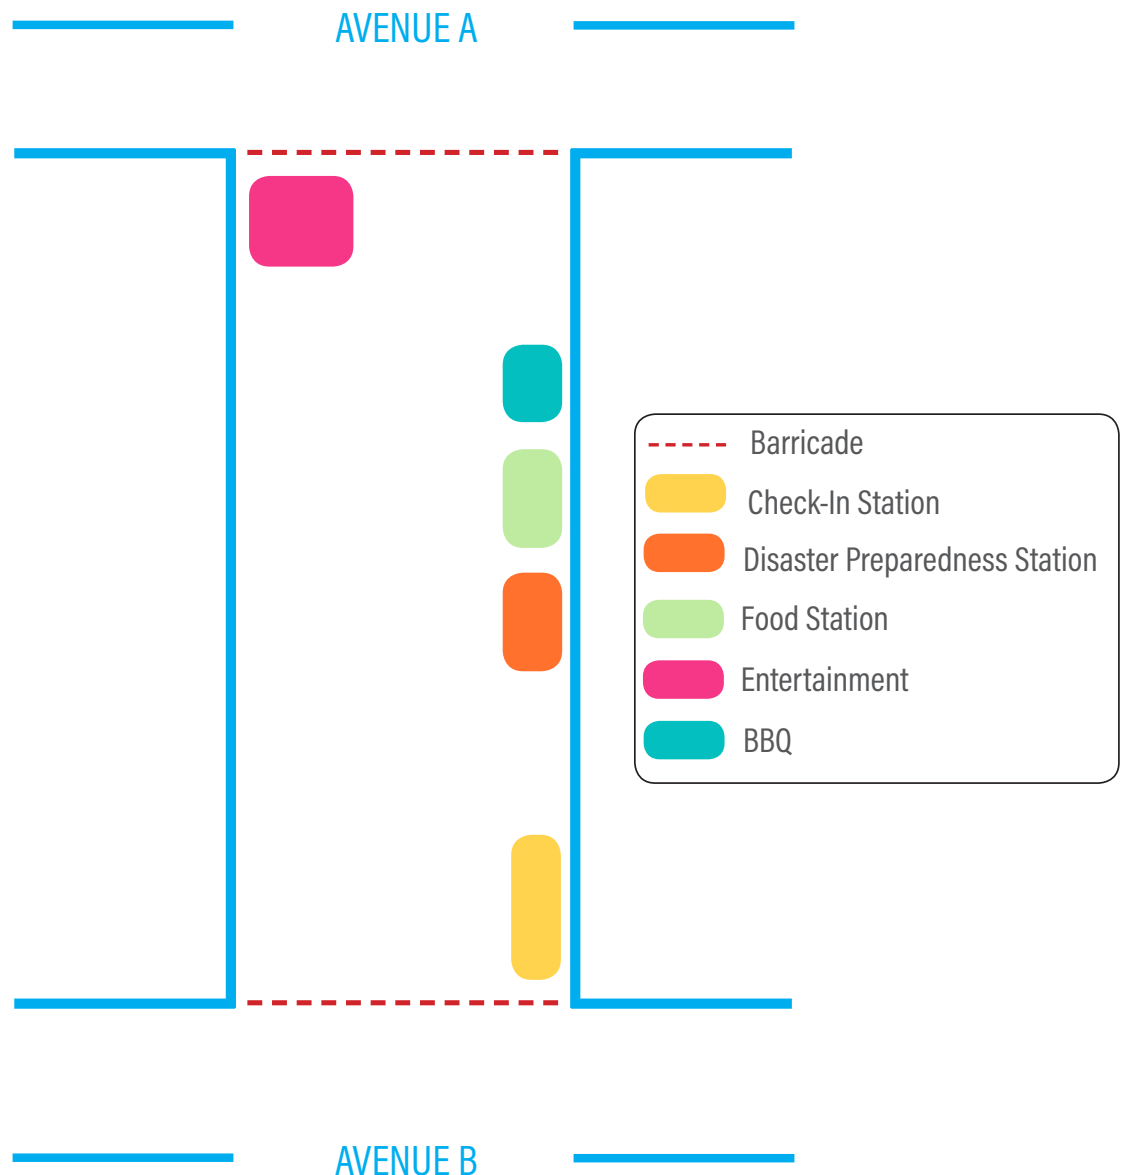 AVENUE A
Barricade
Check-In Station
Disaster Preparedness Station
Food Station
Entertainment
BBQ
AVENUE B